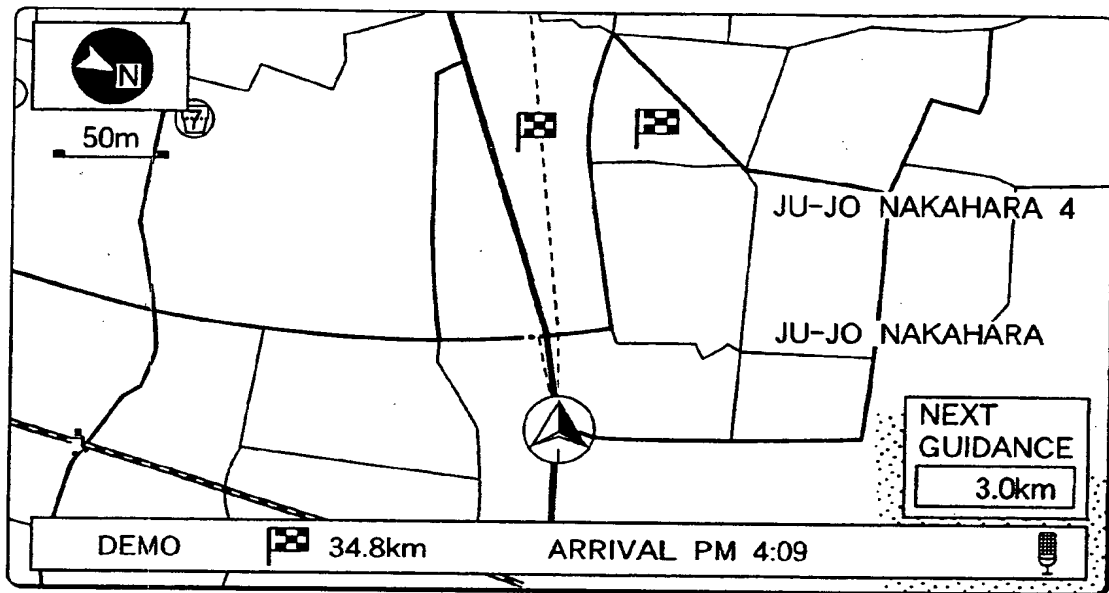 N
7
50m
JU-JO NAKAHARA 4
JU-JO NAKAHARA
NEXT
GUIDANCE
3.0km
DEMO 34.8km ARRIVAL PM 4:09